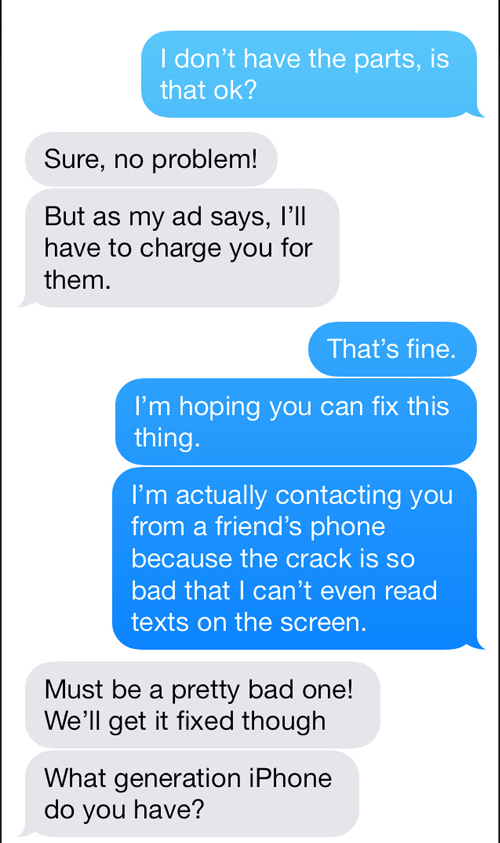 I don’t have the parts, is
that ok?
Sure, no problem!
But as my ad says, I’ll
have to charge you for
them.
That’s fine.
I’m hoping you can fix this
thing.
I’m actually contacting you
from a friend’s phone
because the crack is so
bad that I can’t even read
texts on the screen.
Must be a pretty bad one!
We’ll get it fixed though
What generation iPhone
do you have?